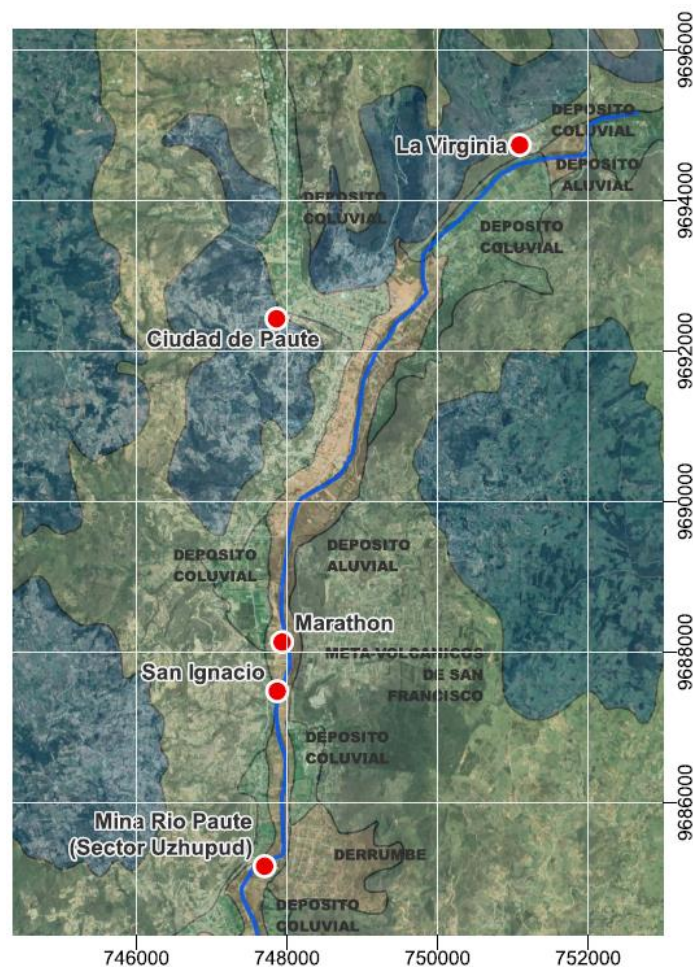 9696000
DEPOSITO
COLUVIAL
La Virginia
DEPOSITO
ALUVIAL
9694000
DEPOSITO
COLUVIAL
DEPOSITO
COLUVIAL
Ciudad de Paute
9692000
9690000
DEPOSITO
COLUVIAL
DEPOSITO
ALUVIAL
Marathon
9688000
META-VOLCANICOS
DE SAN
FRANCISCO
San Ignacio
DEPOSITO
COLUVIAL
9686000
Mina Rio Paute
(Sector Uzhupud)
DERRUMBE
DEPOSITO
COLUVIAL
746000
748000
750000
752000